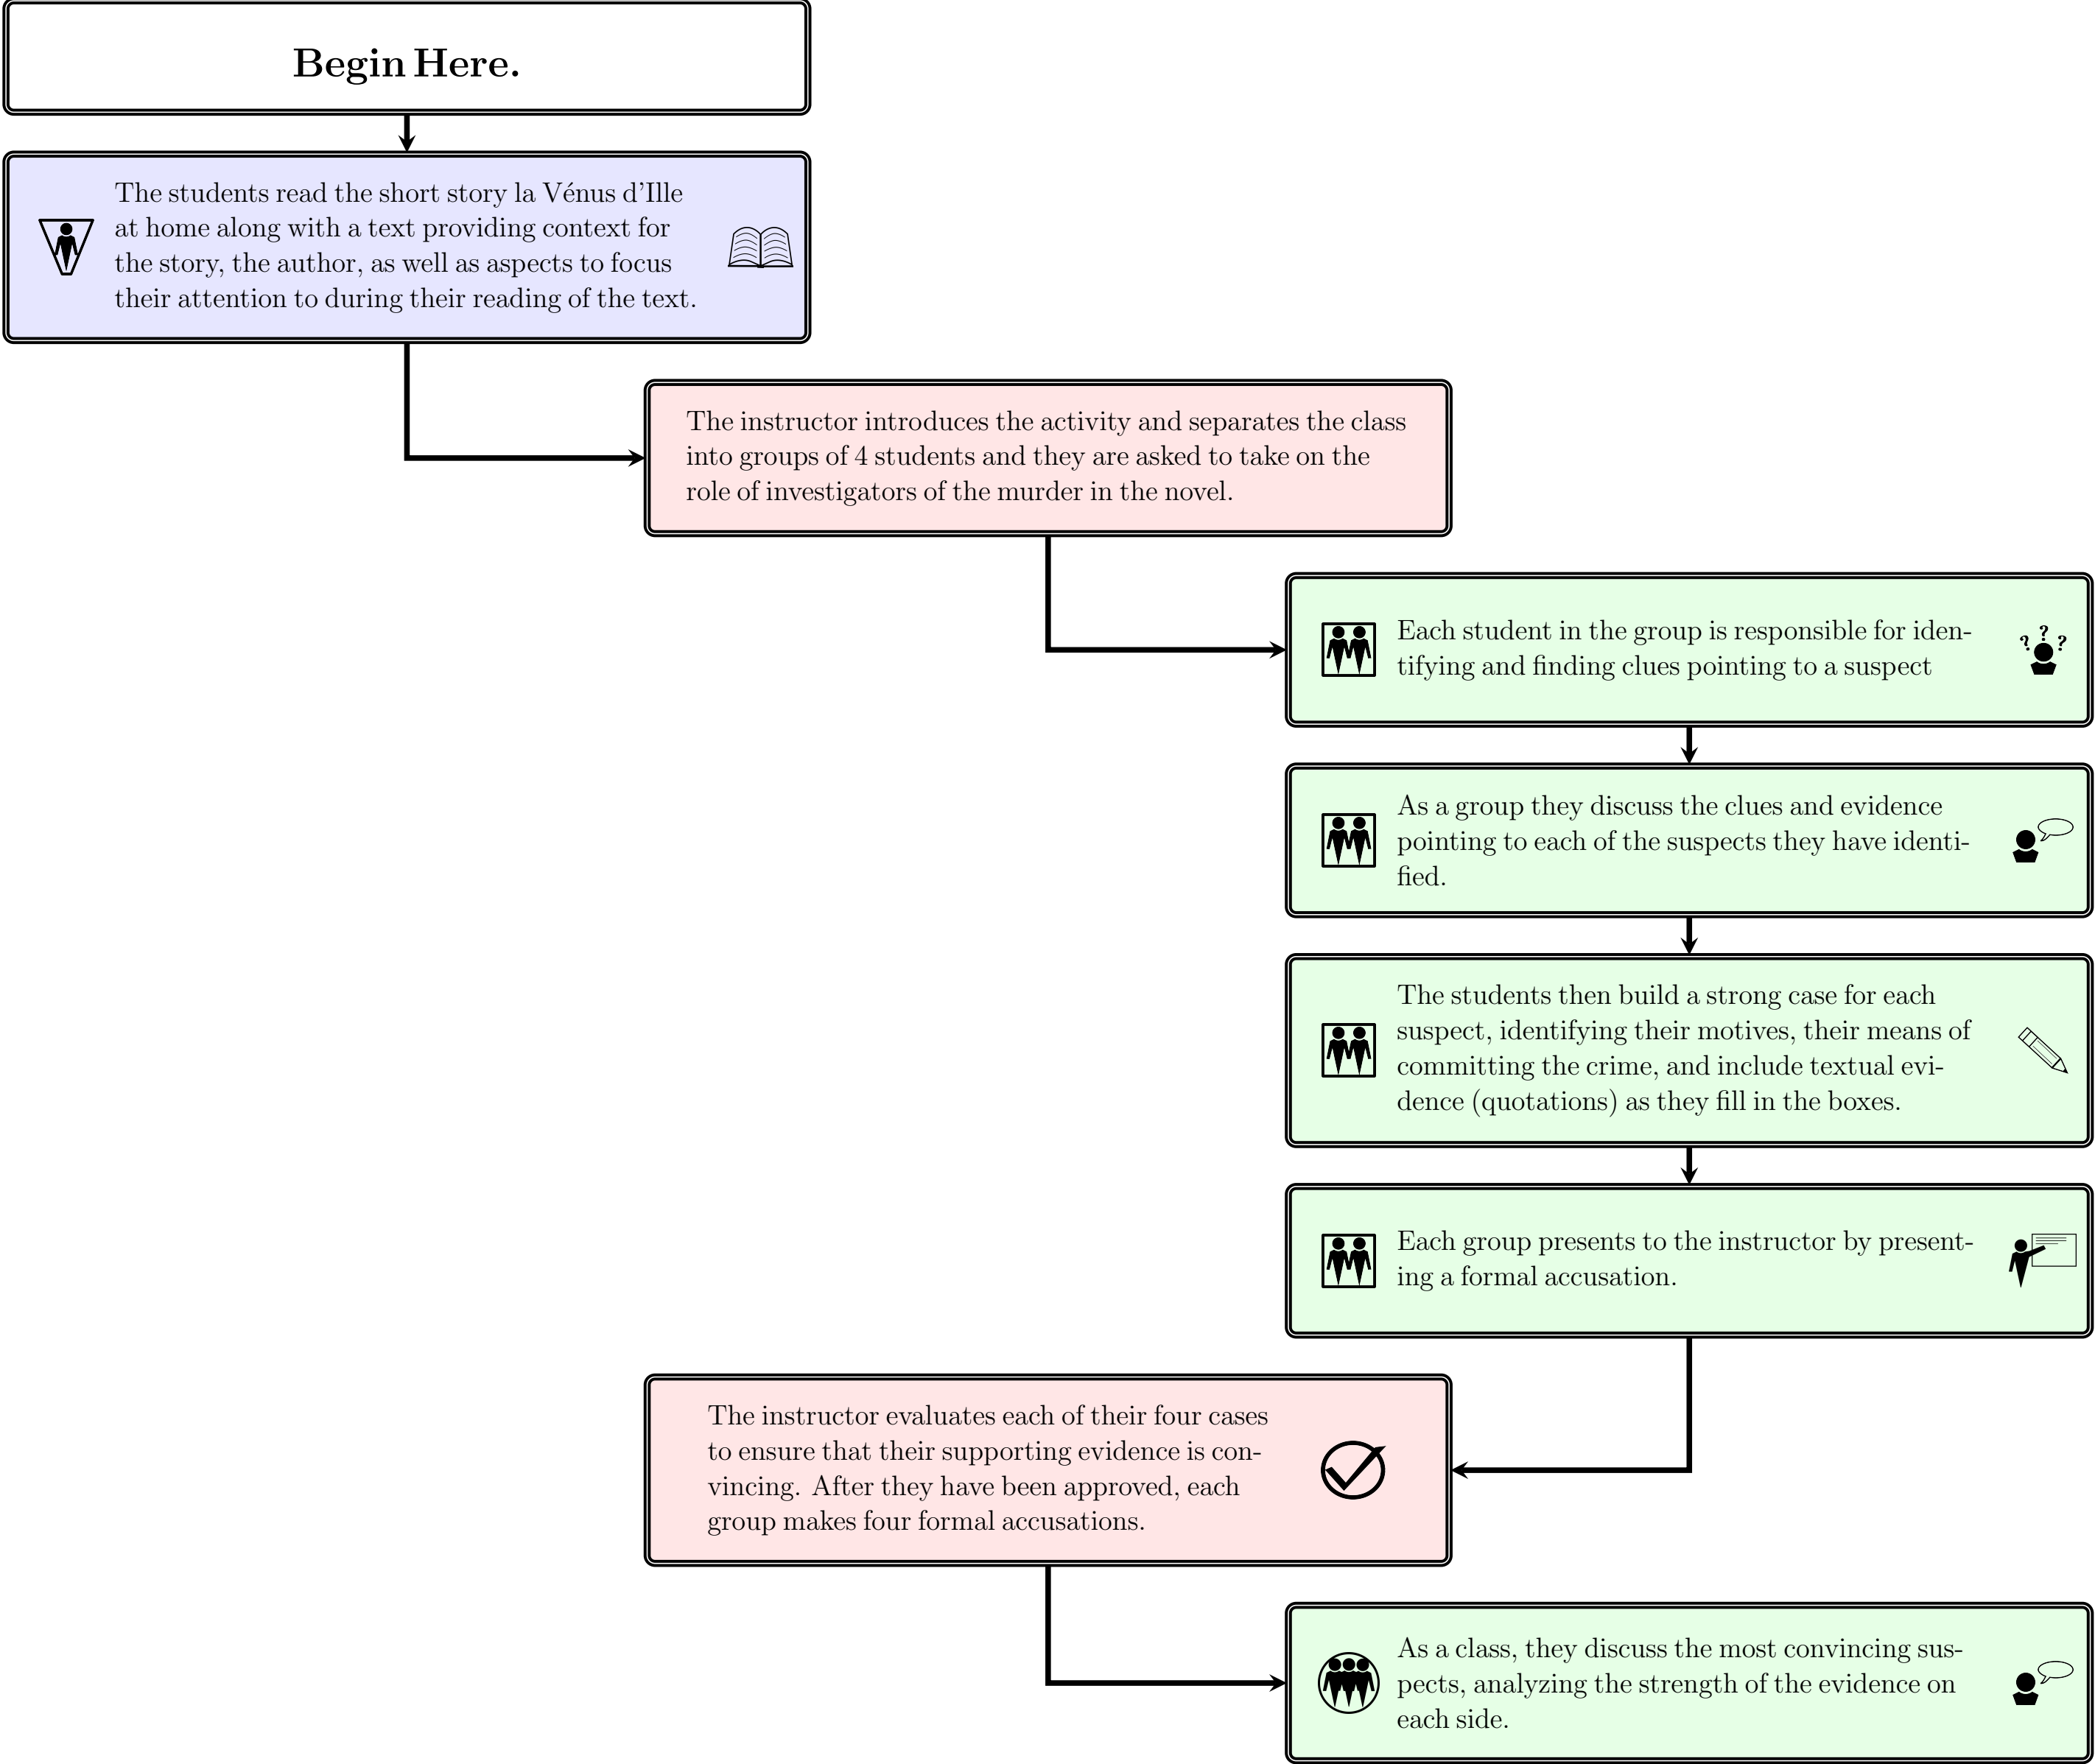 Begin Here.
The students read the short story la Vénus d'Ille
at home along with a text providing context for
the story, the author, as well as aspects to focus
their attention to during their reading of the text.
The instructor introduces the activity and separates the class
into groups of 4 students and they are asked to take on the
role of investigators of the murder in the novel.
Each student in the group is responsible for iden-
tifying and finding clues pointing to a suspect
? ? ?
As a group they discuss the clues and evidence
pointing to each of the suspects they have identi-
fied.
The students then build a strong case for each
suspect, identifying their motives, their means of
committing the crime, and include textual evi-
dence (quotations) as they fill in the boxes.
Each group presents to the instructor by present-
ing a formal accusation.
The instructor evaluates each of their four cases
to ensure that their supporting evidence is con-
vincing. After they have been approved, each
group makes four formal accusations.
As a class, they discuss the most convincing sus-
pects, analyzing the strength of the evidence on
each side.